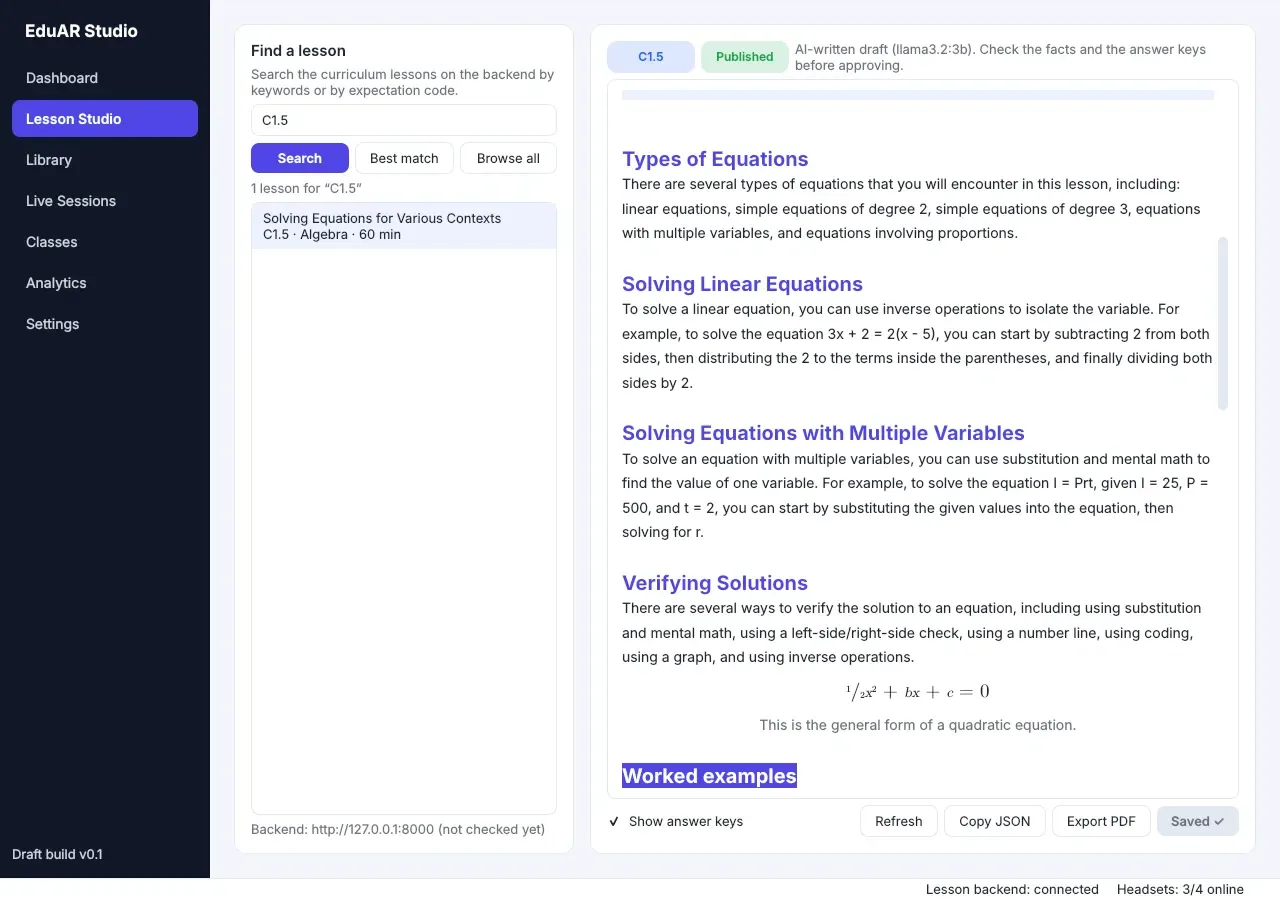 EduAR Studio
Dashboard
Lesson Studio
Library
Live Sessions
Classes
Analytics
Settings
Draft build v0.1
Find a lesson
Search the curriculum lessons on the backend by
keywords or by expectation code.
C1.5
Search
Best match
Browse all
1 lesson for “C1.5”
Solving Equations for Various Contexts
C1.5 · Algebra · 60 min
Backend: http://127.0.0.1:8000 (not checked yet)
C1.5
Published
AI-written draft (llama3.2:3b). Check the facts and the answer keys
before approving.
Types of Equations
There are several types of equations that you will encounter in this lesson, including:
linear equations, simple equations of degree 2, simple equations of degree 3, equations
with multiple variables, and equations involving proportions.
Solving Linear Equations
To solve a linear equation, you can use inverse operations to isolate the variable. For
example, to solve the equation 3x + 2 = 2(x - 5), you can start by subtracting 2 from both
sides, then distributing the 2 to the terms inside the parentheses, and finally dividing both
sides by 2.
Solving Equations with Multiple Variables
To solve an equation with multiple variables, you can use substitution and mental math to
find the value of one variable. For example, to solve the equation I = Prt, given I = 25, P =
500, and t = 2, you can start by substituting the given values into the equation, then
solving for r.
Verifying Solutions
There are several ways to verify the solution to an equation, including using substitution
and mental math, using a left-side/right-side check, using a number line, using coding,
using a graph, and using inverse operations.
¹/₂x² + bx + c = 0
This is the general form of a quadratic equation.
Worked examples
✓ Show answer keys
Refresh
Copy JSON
Export PDF
Saved ✓
Lesson backend: connected
Headsets: 3/4 online